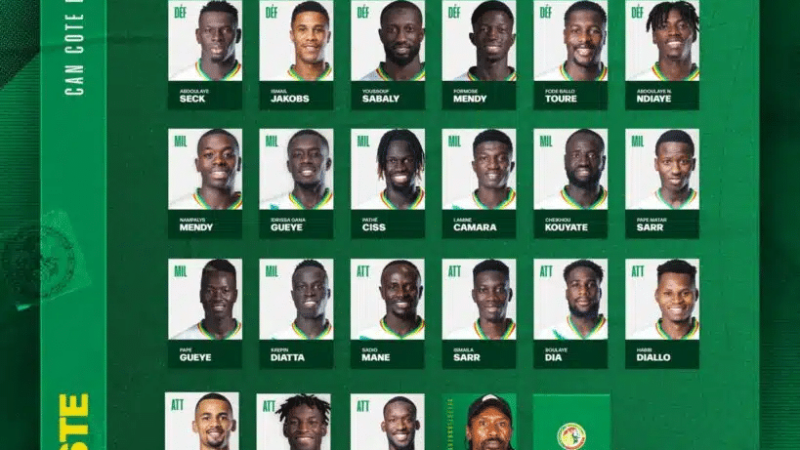 CAN COTE
DÉF
DÉF
DÉF
DÉF
DÉF
DÉF
ABDOULAYE
SECK
ISMAIL
JAKOBS
YOUSSOUF
SABALY
FORMOSE
MENDY
FODE BALLO
TOURE
ABDOULAYE N.
NDIAYE
MIL
MIL
MIL
MIL
MIL
MIL
NAMPALYS
MENDY
IDRISSA GANA
GUEYE
PATHÉ
CISS
LAMINE
CAMARA
CHEIKHOU
KOUYATE
PAPE MATAR
SARR
MIL
MIL
ATT
ATT
ATT
ATT
PAPE
GUEYE
KREPIN
DIATTA
SADIO
MANE
ISMAILA
SARR
BOULAYE
DIA
HABIB
DIALLO
STE
ATT
ATT
ATT